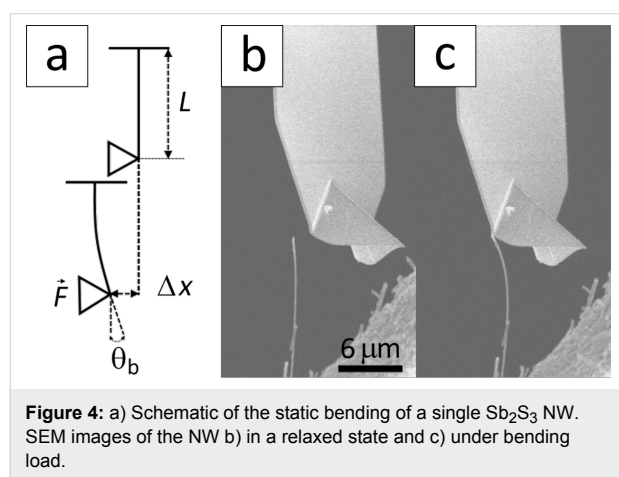 a
b
c
L
F⃗
Δx
θb
6 μm
Figure 4: a) Schematic of the static bending of a single Sb2S3 NW.
SEM images of the NW b) in a relaxed state and c) under bending
load.